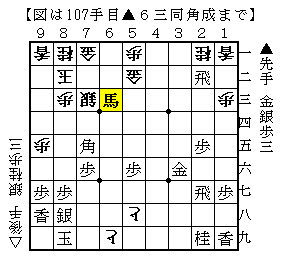 【図は107手目▲６三同角成まで】
９ ８ ７ ６ ５ ４ ３ ２ １
香 桂 金 歩 桂 香 一
玉 金 飛 二
歩 銀 馬 歩 三
四
歩 角 歩 五
歩 歩 金 六
歩 歩 飛 歩 七
香 銀 と 八
玉 と 桂 香 九
▲先手 金銀歩三
△後手 銀桂歩三